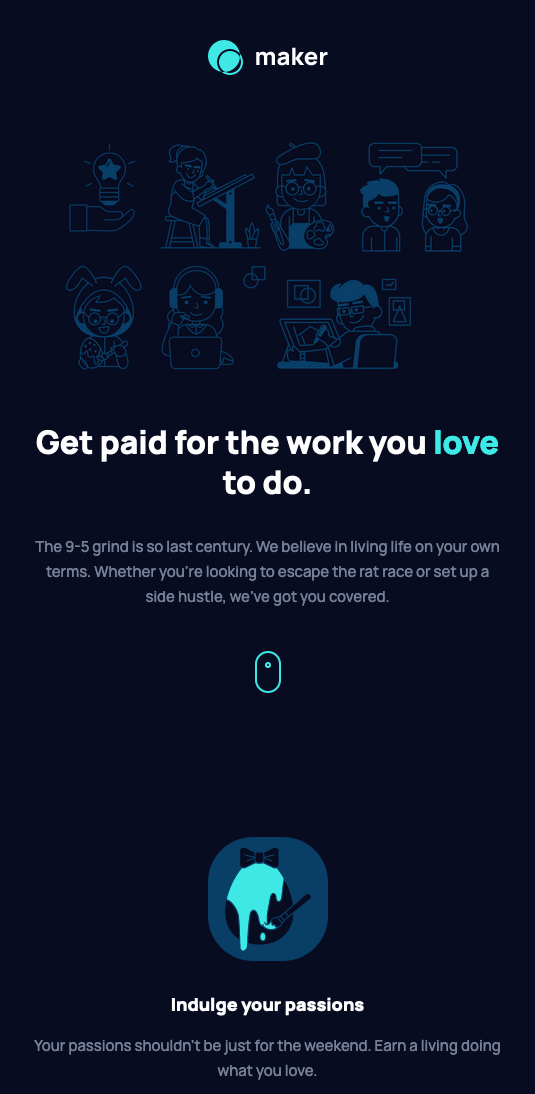 maker
Get paid for the work you love
to do.
The 9-5 grind is so last century. We believe in living life on your own
terms. Whether you’re looking to escape the rat race or set up a
side hustle, we’ve got you covered.
Indulge your passions
Your passions shouldn't be just for the weekend. Earn a living doing
what you love.